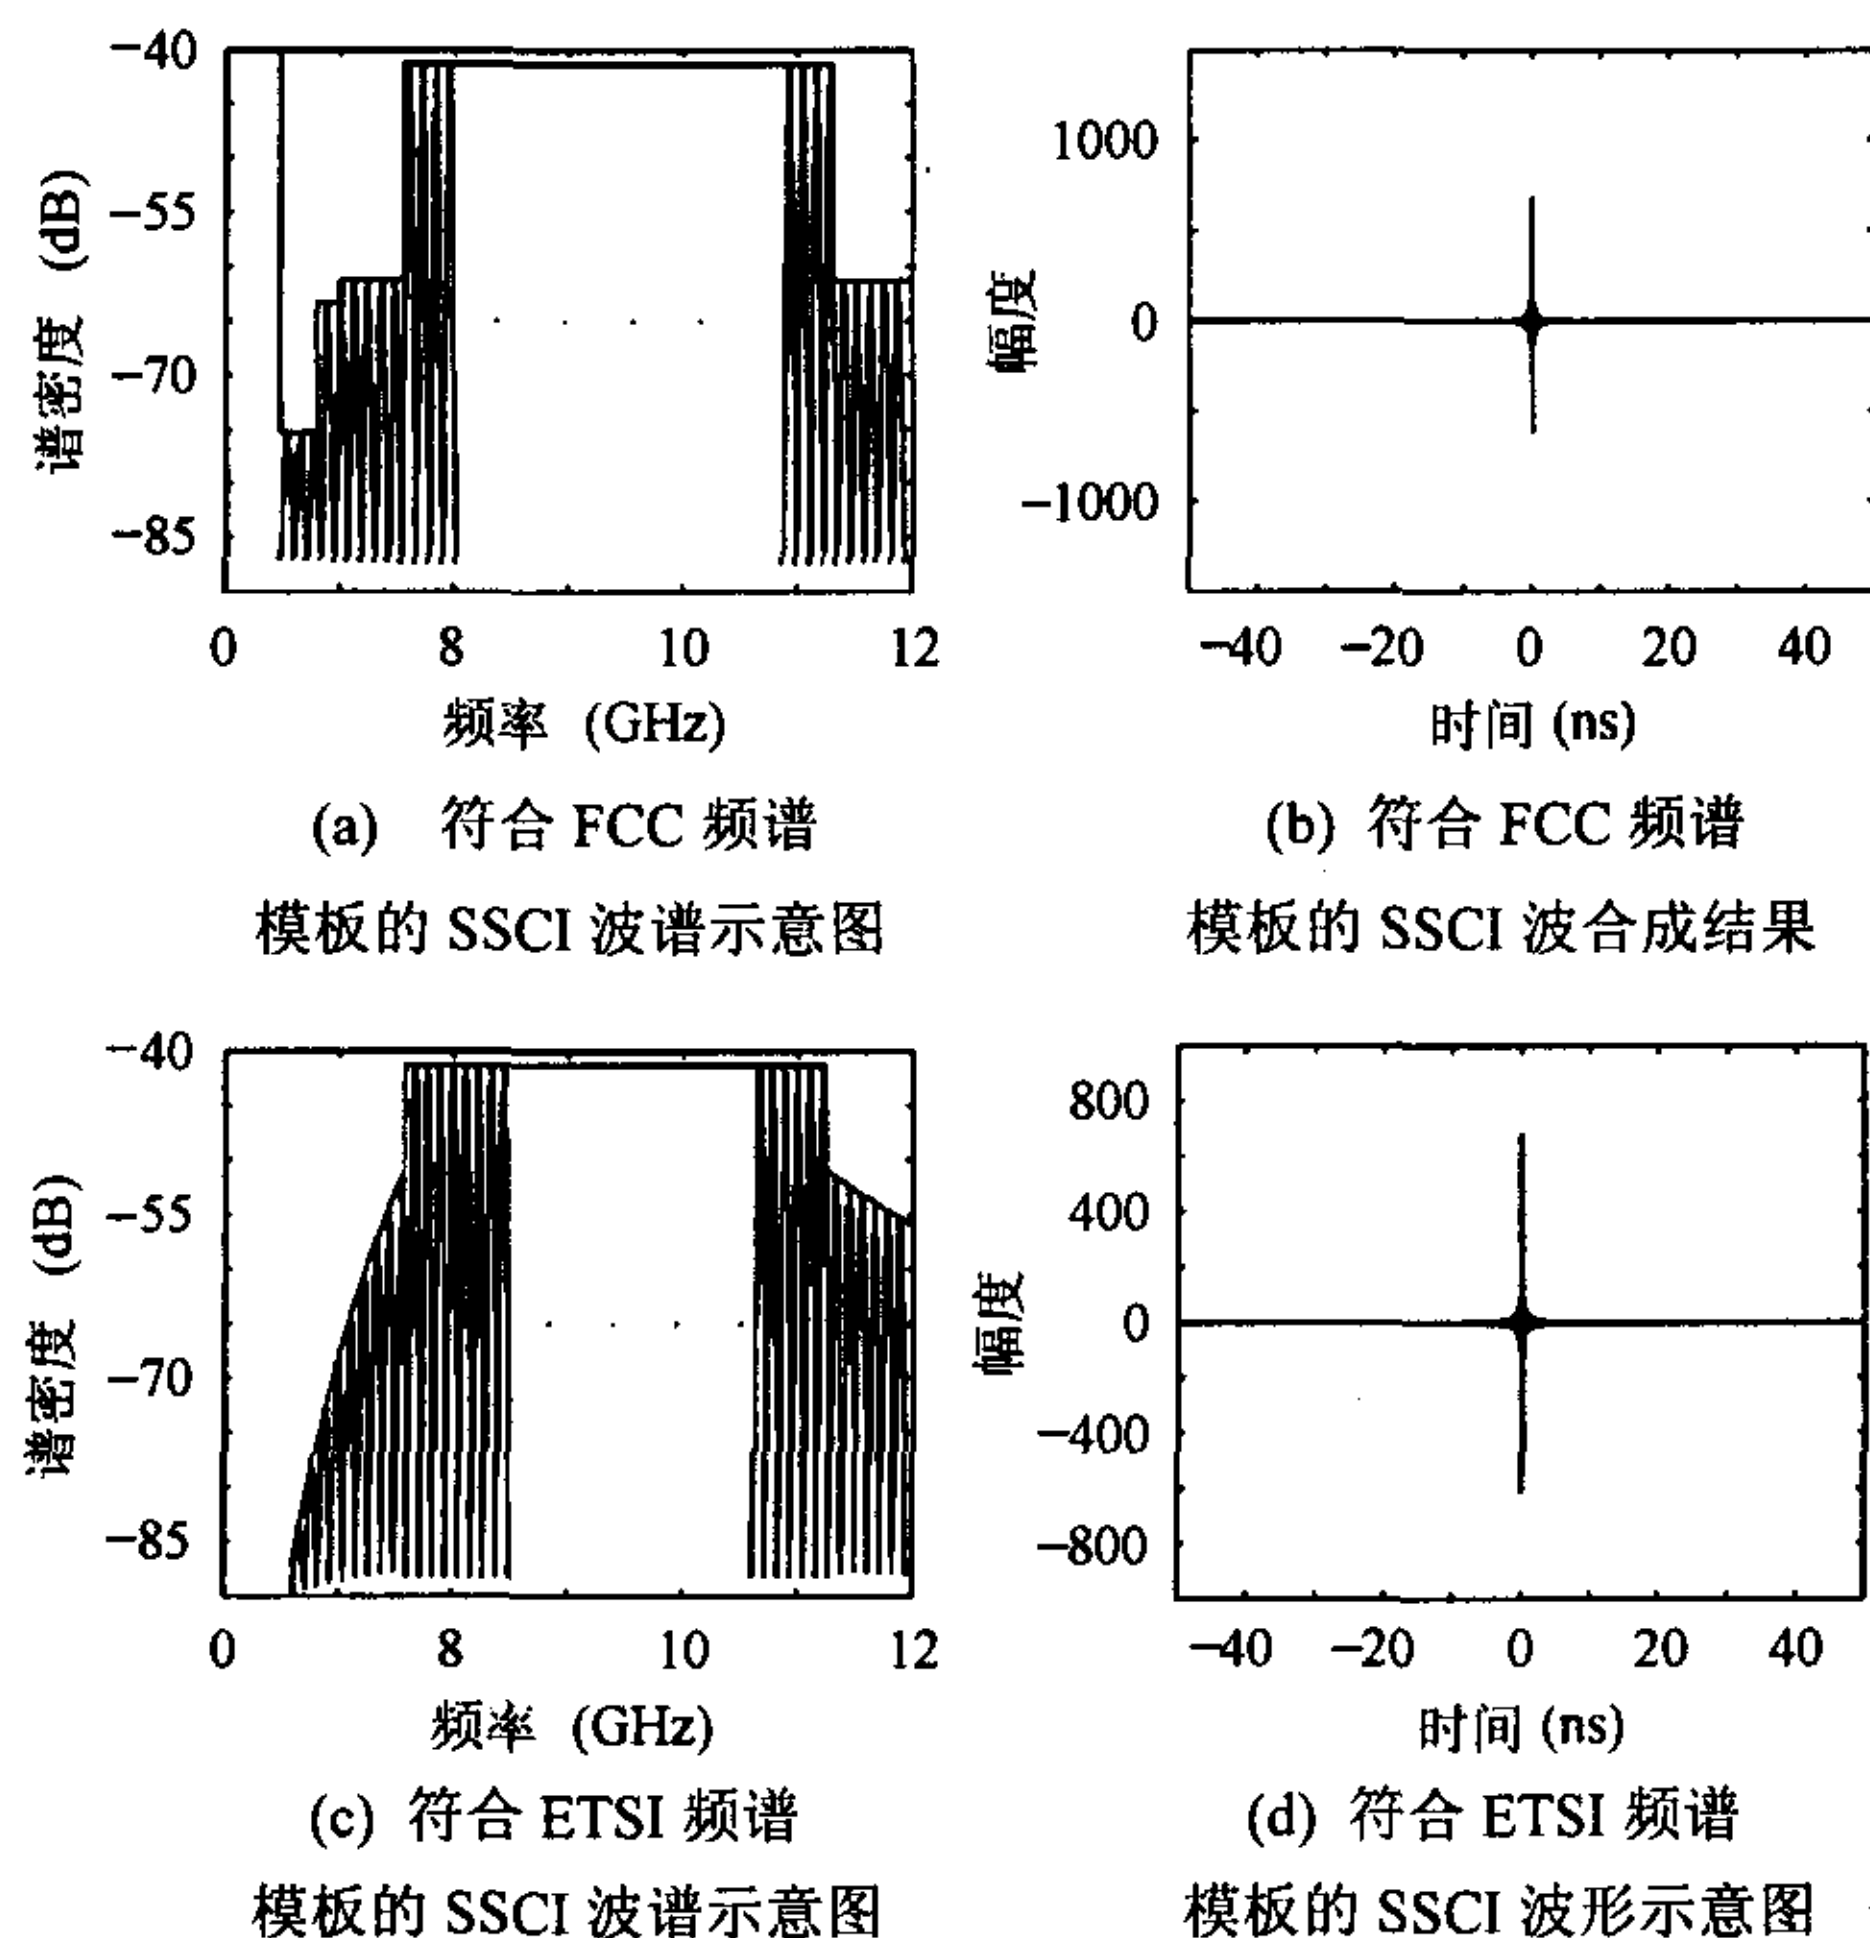 -40
-55
-70
-85
谱密度 (dB)
0 8 10 12
频率 (GHz)
(a) 符合 FCC 频谱
模板的 SSCI 波谱示意图
1000
0
-1000
幅度
-40 -20 0 20 40
时间 (ns)
(b) 符合 FCC 频谱
模板的 SSCI 波合成结果
-40
-55
-70
-85
谱密度 (dB)
0 8 10 12
频率 (GHz)
(c) 符合 ETSI 频谱
模板的 SSCI 波谱示意图
800
400
0
-400
-800
幅度
-40 -20 0 20 40
时间 (ns)
(d) 符合 ETSI 频谱
模板的 SSCI 波形示意图